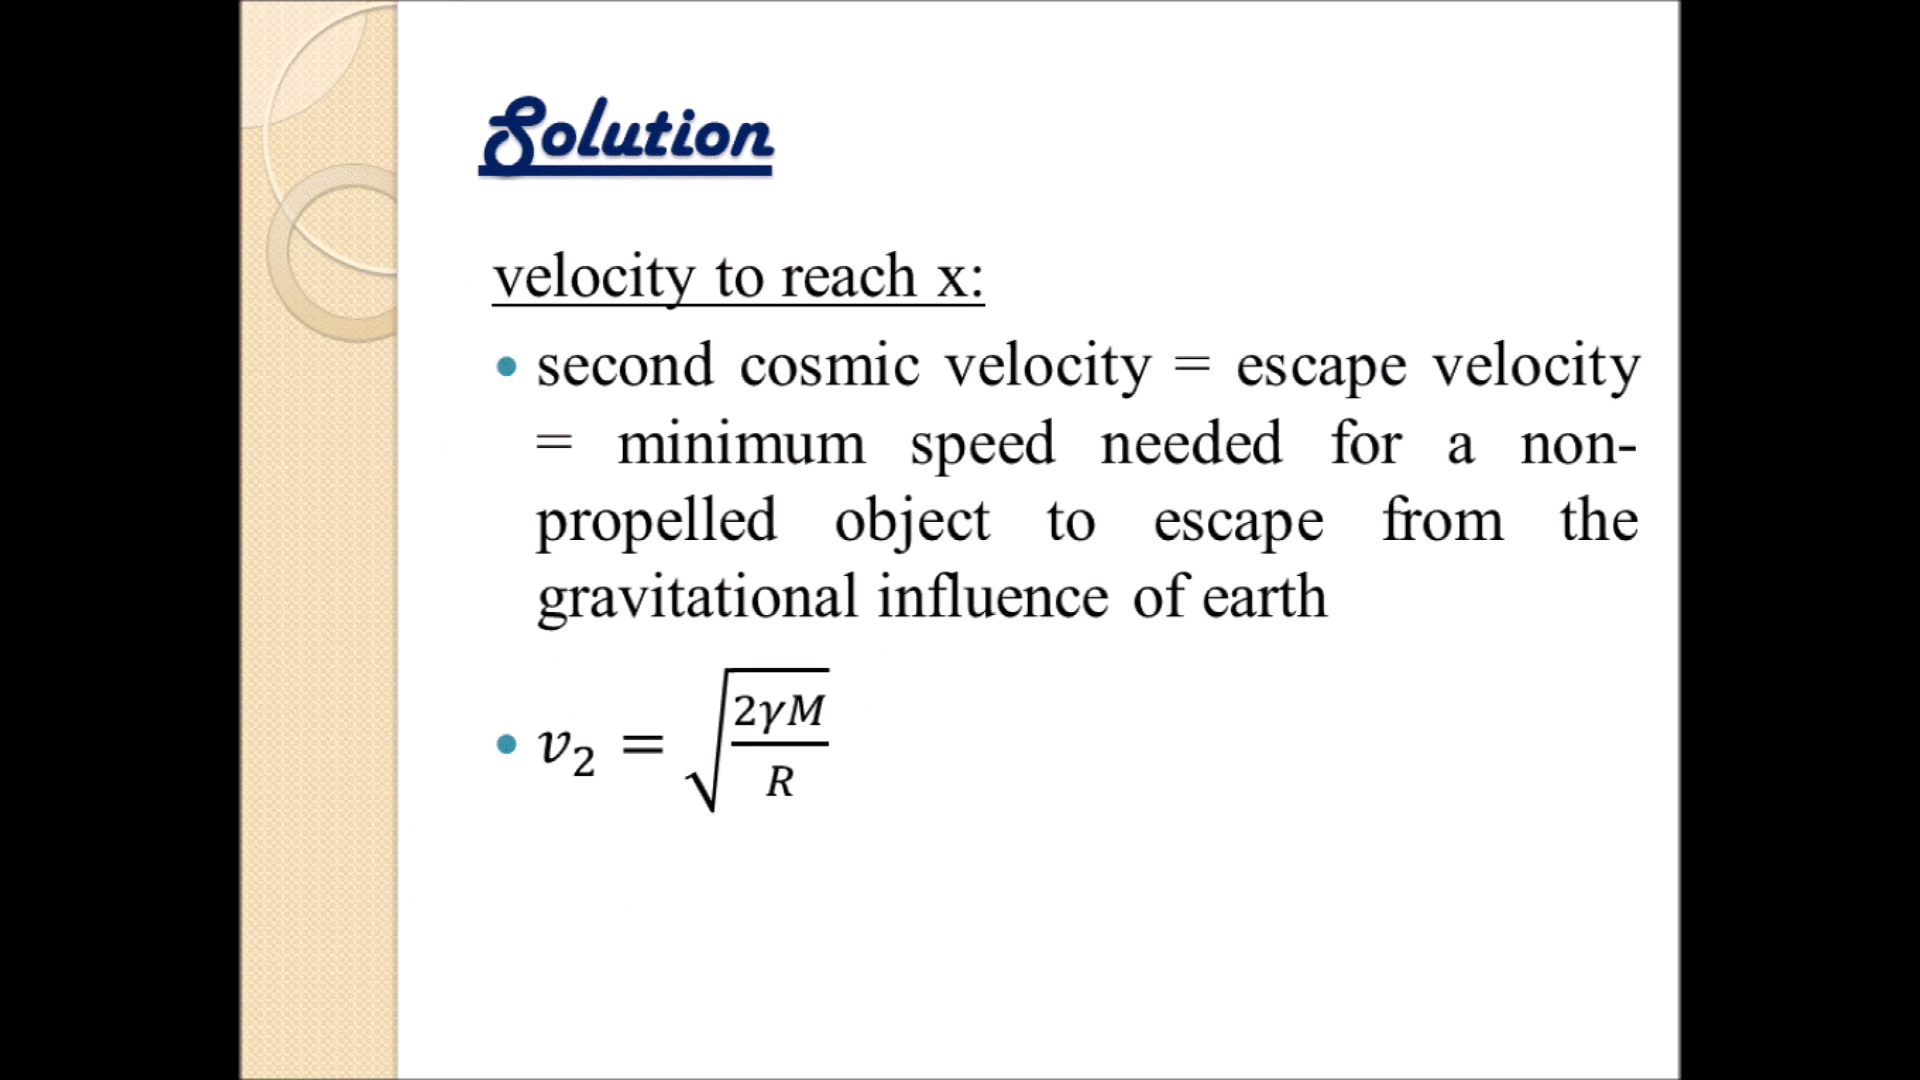 Solution
velocity to reach x:
• second cosmic velocity = escape velocity
= minimum speed needed for a non-
propelled object to escape from the
gravitational influence of earth
• v₂ = √(2γM/R)